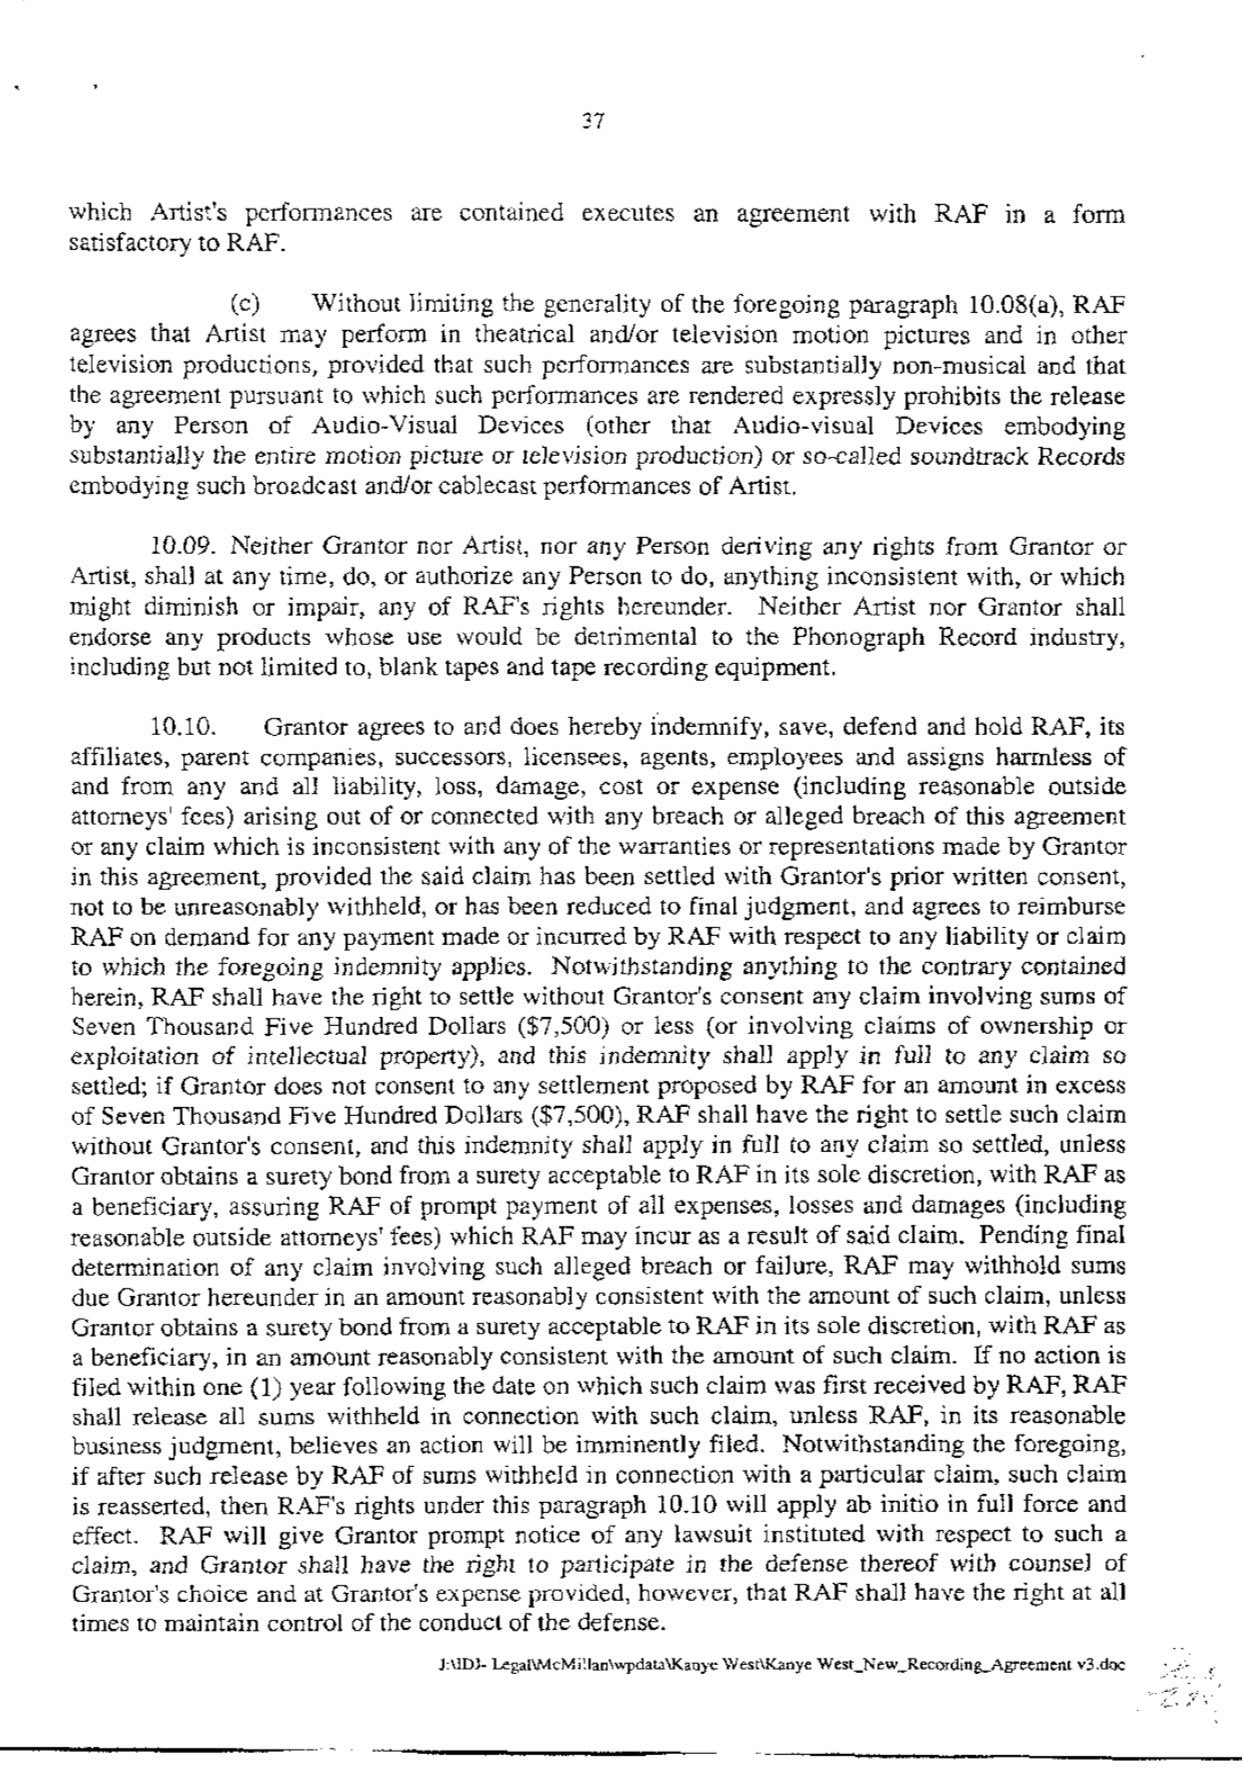 37
which Artist's performances are contained executes an agreement with RAF in a form
satisfactory to RAF.
(c) Without limiting the generality of the foregoing paragraph 10.08(a), RAF
agrees that Artist may perform in theatrical and/or television motion pictures and in other
television productions, provided that such performances are substantially non-musical and that
the agreement pursuant to which such performances are rendered expressly prohibits the release
by any Person of Audio-Visual Devices (other that Audio-visual Devices embodying
substantially the entire motion picture or television production) or so-called soundtrack Records
embodying such broadcast and/or cablecast performances of Artist.
10.09. Neither Grantor nor Artist, nor any Person deriving any rights from Grantor or
Artist, shall at any time, do, or authorize any Person to do, anything inconsistent with, or which
might diminish or impair, any of RAF's rights hereunder. Neither Artist nor Grantor shall
endorse any products whose use would be detrimental to the Phonograph Record industry,
including but not limited to, blank tapes and tape recording equipment.
10.10. Grantor agrees to and does hereby indemnify, save, defend and hold RAF, its
affiliates, parent companies, successors, licensees, agents, employees and assigns harmless of
and from any and all liability, loss, damage, cost or expense (including reasonable outside
attorneys' fees) arising out of or connected with any breach or alleged breach of this agreement
or any claim which is inconsistent with any of the warranties or representations made by Grantor
in this agreement, provided the said claim has been settled with Grantor's prior written consent,
not to be unreasonably withheld, or has been reduced to final judgment, and agrees to reimburse
RAF on demand for any payment made or incurred by RAF with respect to any liability or claim
to which the foregoing indemnity applies. Notwithstanding anything to the contrary contained
herein, RAF shall have the right to settle without Grantor's consent any claim involving sums of
Seven Thousand Five Hundred Dollars ($7,500) or less (or involving claims of ownership or
exploitation of intellectual property), and this indemnity shall apply in full to any claim so
settled; if Grantor does not consent to any settlement proposed by RAF for an amount in excess
of Seven Thousand Five Hundred Dollars ($7,500), RAF shall have the right to settle such claim
without Grantor's consent, and this indemnity shall apply in full to any claim so settled, unless
Grantor obtains a surety bond from a surety acceptable to RAF in its sole discretion, with RAF as
a beneficiary, assuring RAF of prompt payment of all expenses, losses and damages (including
reasonable outside attorneys' fees) which RAF may incur as a result of said claim. Pending final
determination of any claim involving such alleged breach or failure, RAF may withhold sums
due Grantor hereunder in an amount reasonably consistent with the amount of such claim, unless
Grantor obtains a surety bond from a surety acceptable to RAF in its sole discretion, with RAF as
a beneficiary, in an amount reasonably consistent with the amount of such claim. If no action is
filed within one (1) year following the date on which such claim was first received by RAF, RAF
shall release all sums withheld in connection with such claim, unless RAF, in its reasonable
business judgment, believes an action will be imminently filed. Notwithstanding the foregoing,
if after such release by RAF of sums withheld in connection with a particular claim, such claim
is reasserted, then RAF's rights under this paragraph 10.10 will apply ab initio in full force and
effect. RAF will give Grantor prompt notice of any lawsuit instituted with respect to such a
claim, and Grantor shall have the right to participate in the defense thereof with counsel of
Grantor's choice and at Grantor's expense provided, however, that RAF shall have the right at all
times to maintain control of the conduct of the defense.
J:\IDJ- Legal\McMillan\wpdata\Kanye West\Kanye West_New_Recording_Agreement v3.doc